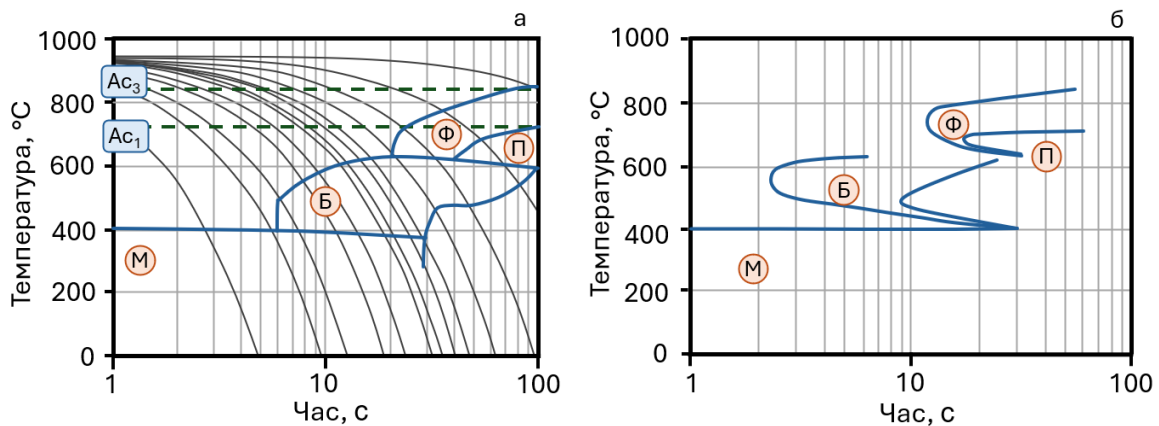 а
Температура, °C
1000
800
600
400
200
0
Ac3
Ac1
Ф
П
Б
М
1
10
100
Час, с
б
Температура, °C
1000
800
600
400
200
0
Ф
П
Б
М
1
10
100
Час, с